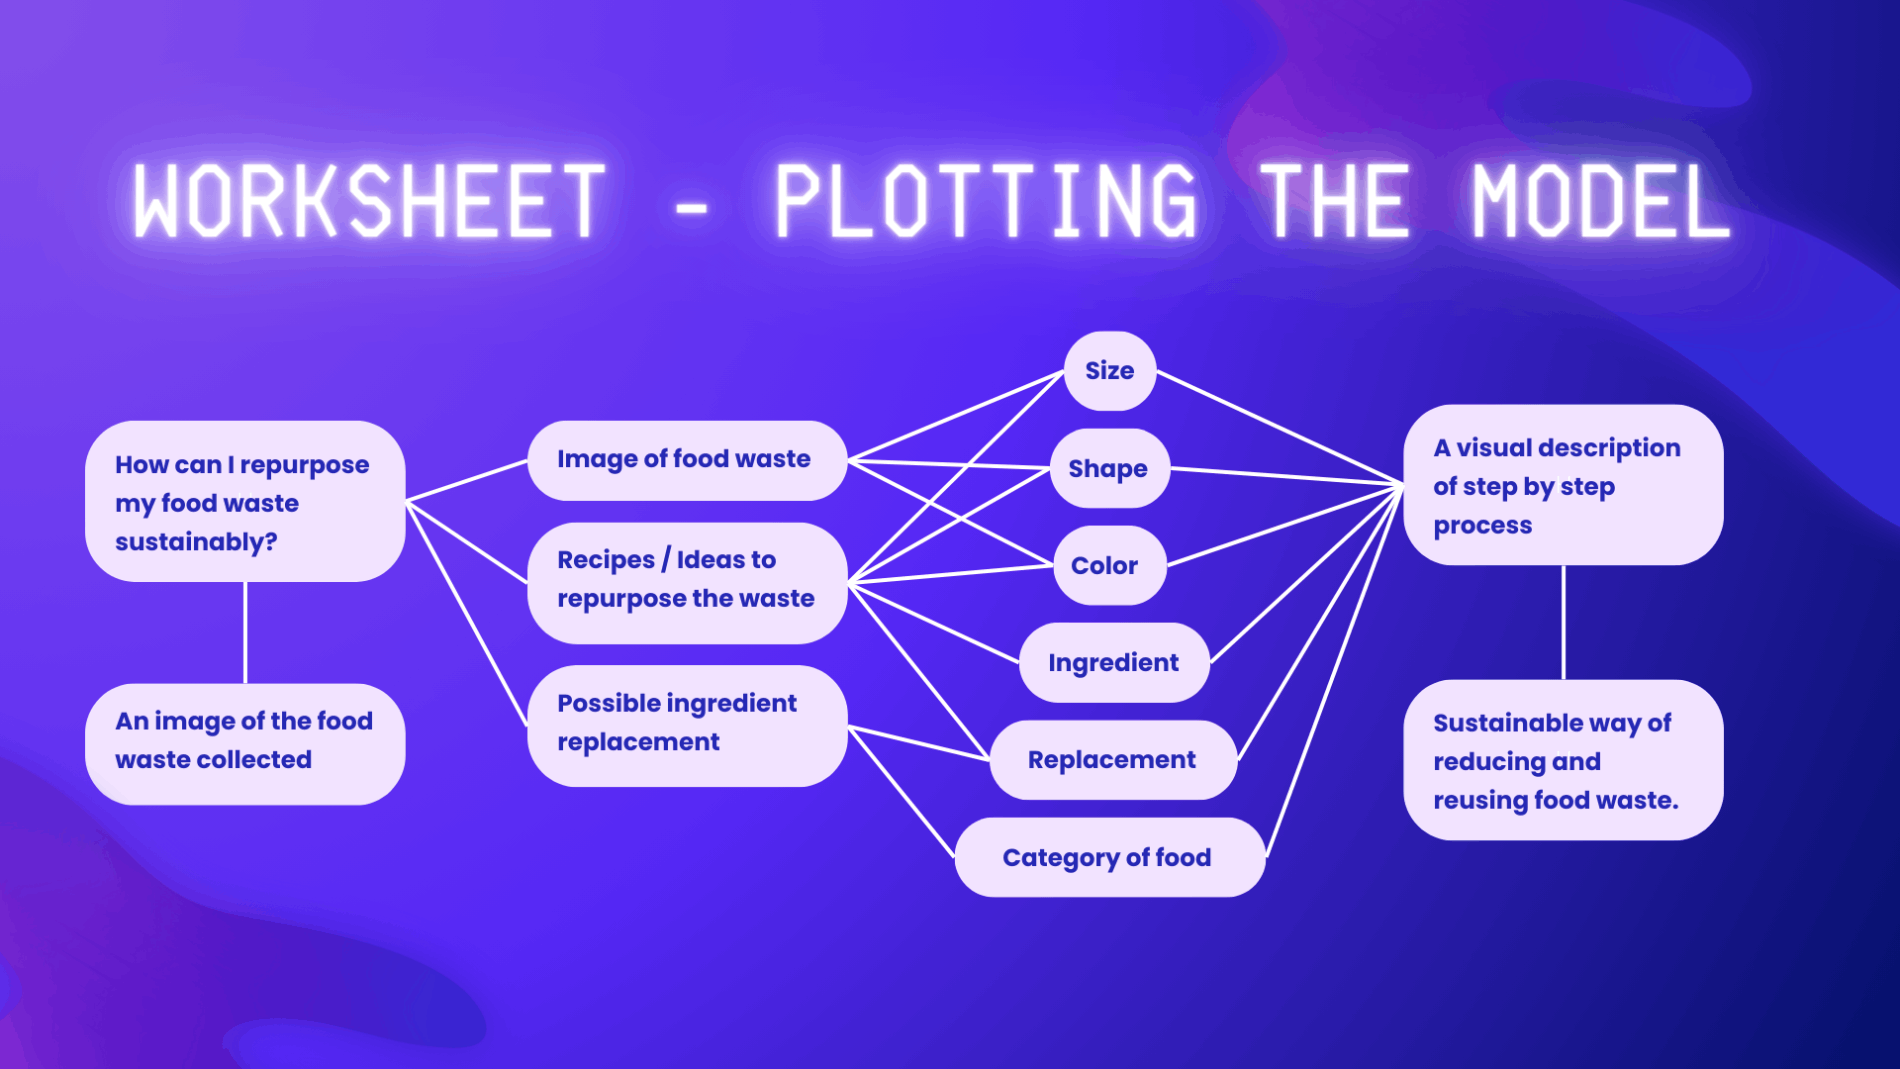 WORKSHEET - PLOTTING THE MODEL
How can I repurpose
my food waste
sustainably?
An image of the food
waste collected
Image of food waste
Recipes / Ideas to
repurpose the waste
Possible ingredient
replacement
Size
Shape
Color
Ingredient
Replacement
Category of food
A visual description
of step by step
process
Sustainable way of
reducing and
reusing food waste.